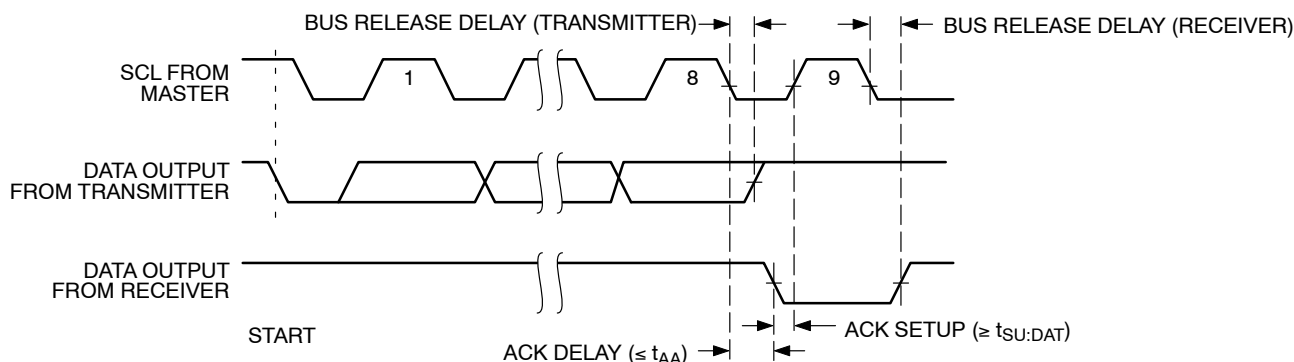 BUS RELEASE DELAY (TRANSMITTER)
BUS RELEASE DELAY (RECEIVER)
SCL FROM
MASTER
1
8
9
DATA OUTPUT
FROM TRANSMITTER
DATA OUTPUT
FROM RECEIVER
START
ACK SETUP (≥ tSU:DAT)
ACK DELAY (≤ tAA)